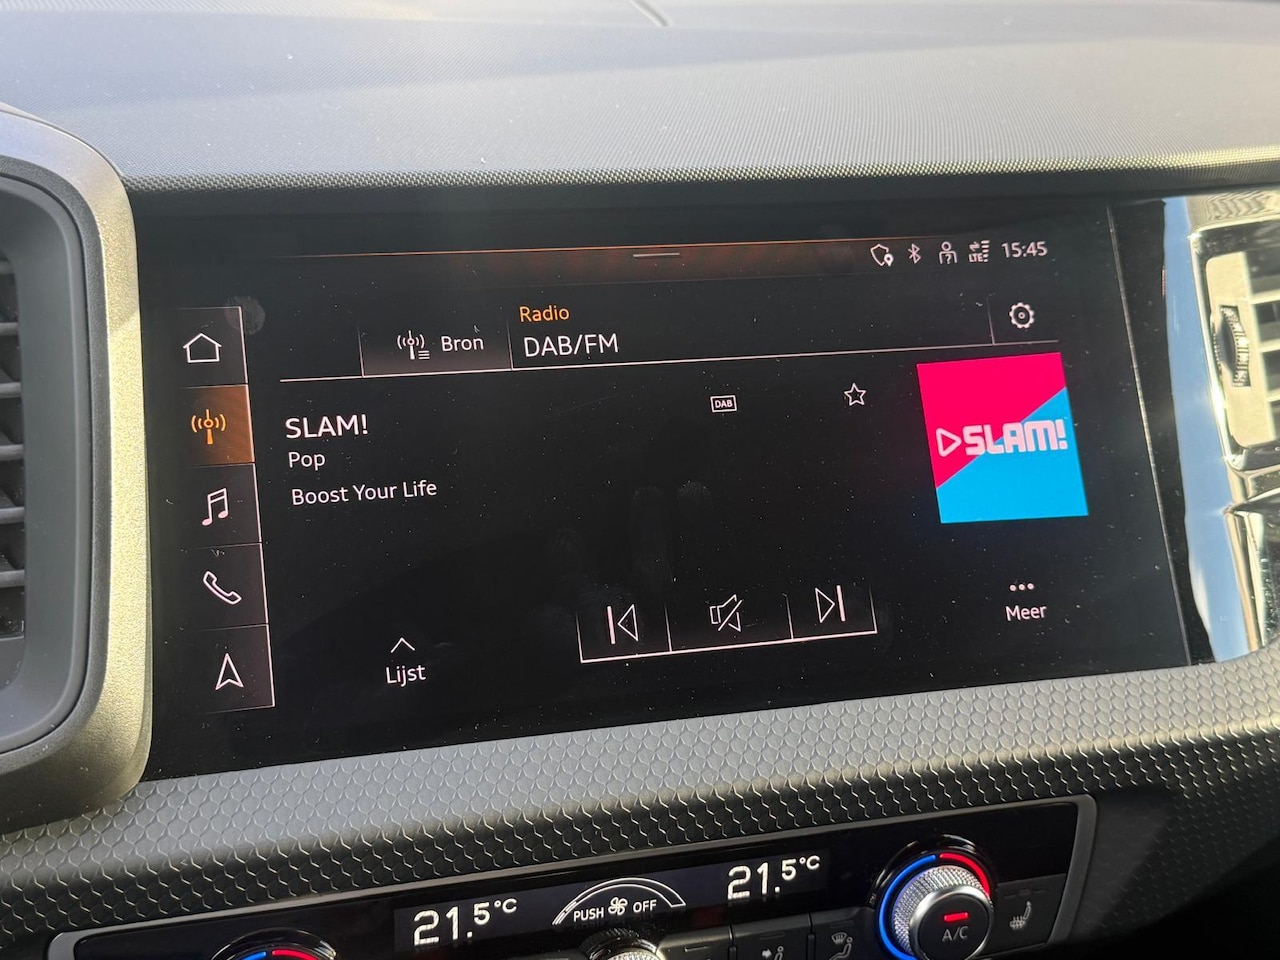 LTE
15:45
Radio
Bron
DAB/FM
SLAM!
DAB
Pop
SLAM!
Boost Your Life
Meer
Lijst
21.5°C
PUSH OFF
21.5°C
A/C